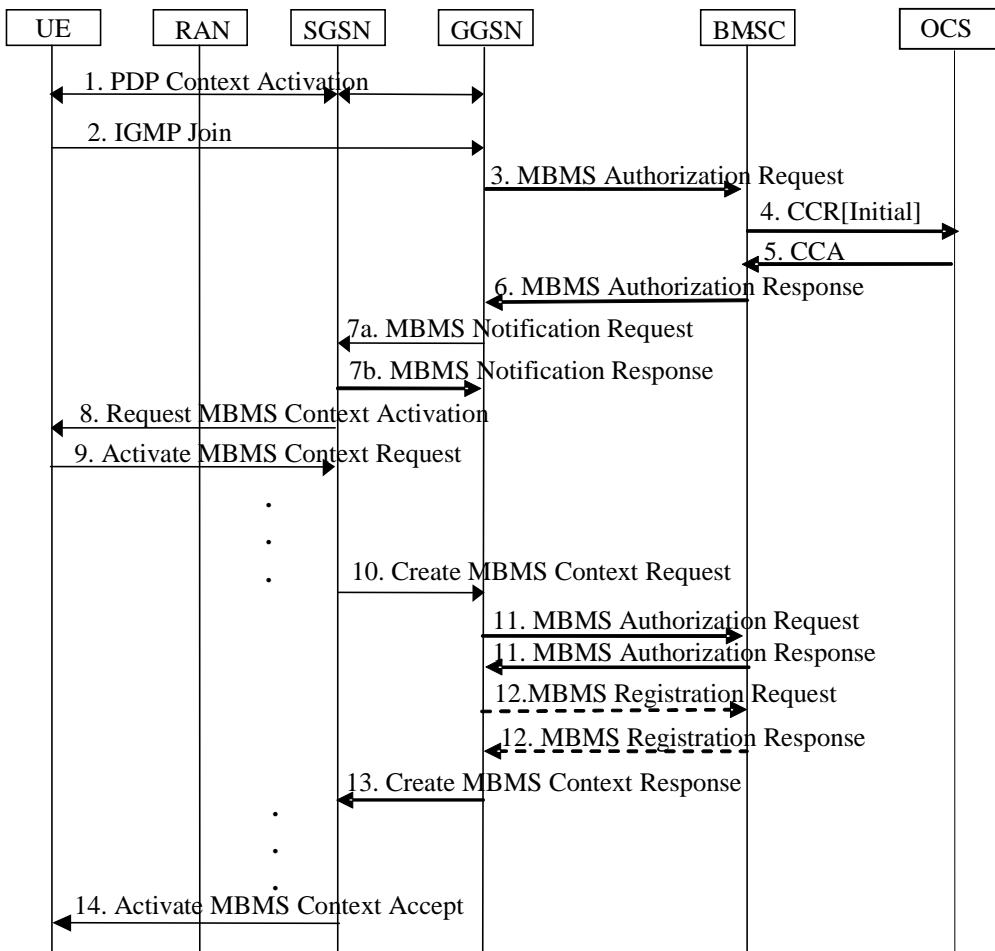 UE RAN SGSN GGSN BMSC OCS
1. PDP Context Activation
2. IGMP Join
3. MBMS Authorization Request
4. CCR[Initial]
5. CCA
6. MBMS Authorization Response
7a. MBMS Notification Request
7b. MBMS Notification Response
8. Request MBMS Context Activation
9. Activate MBMS Context Request
10. Create MBMS Context Request
11. MBMS Authorization Request
11. MBMS Authorization Response
12.MBMS Registration Request
12. MBMS Registration Response
13. Create MBMS Context Response
14. Activate MBMS Context Accept